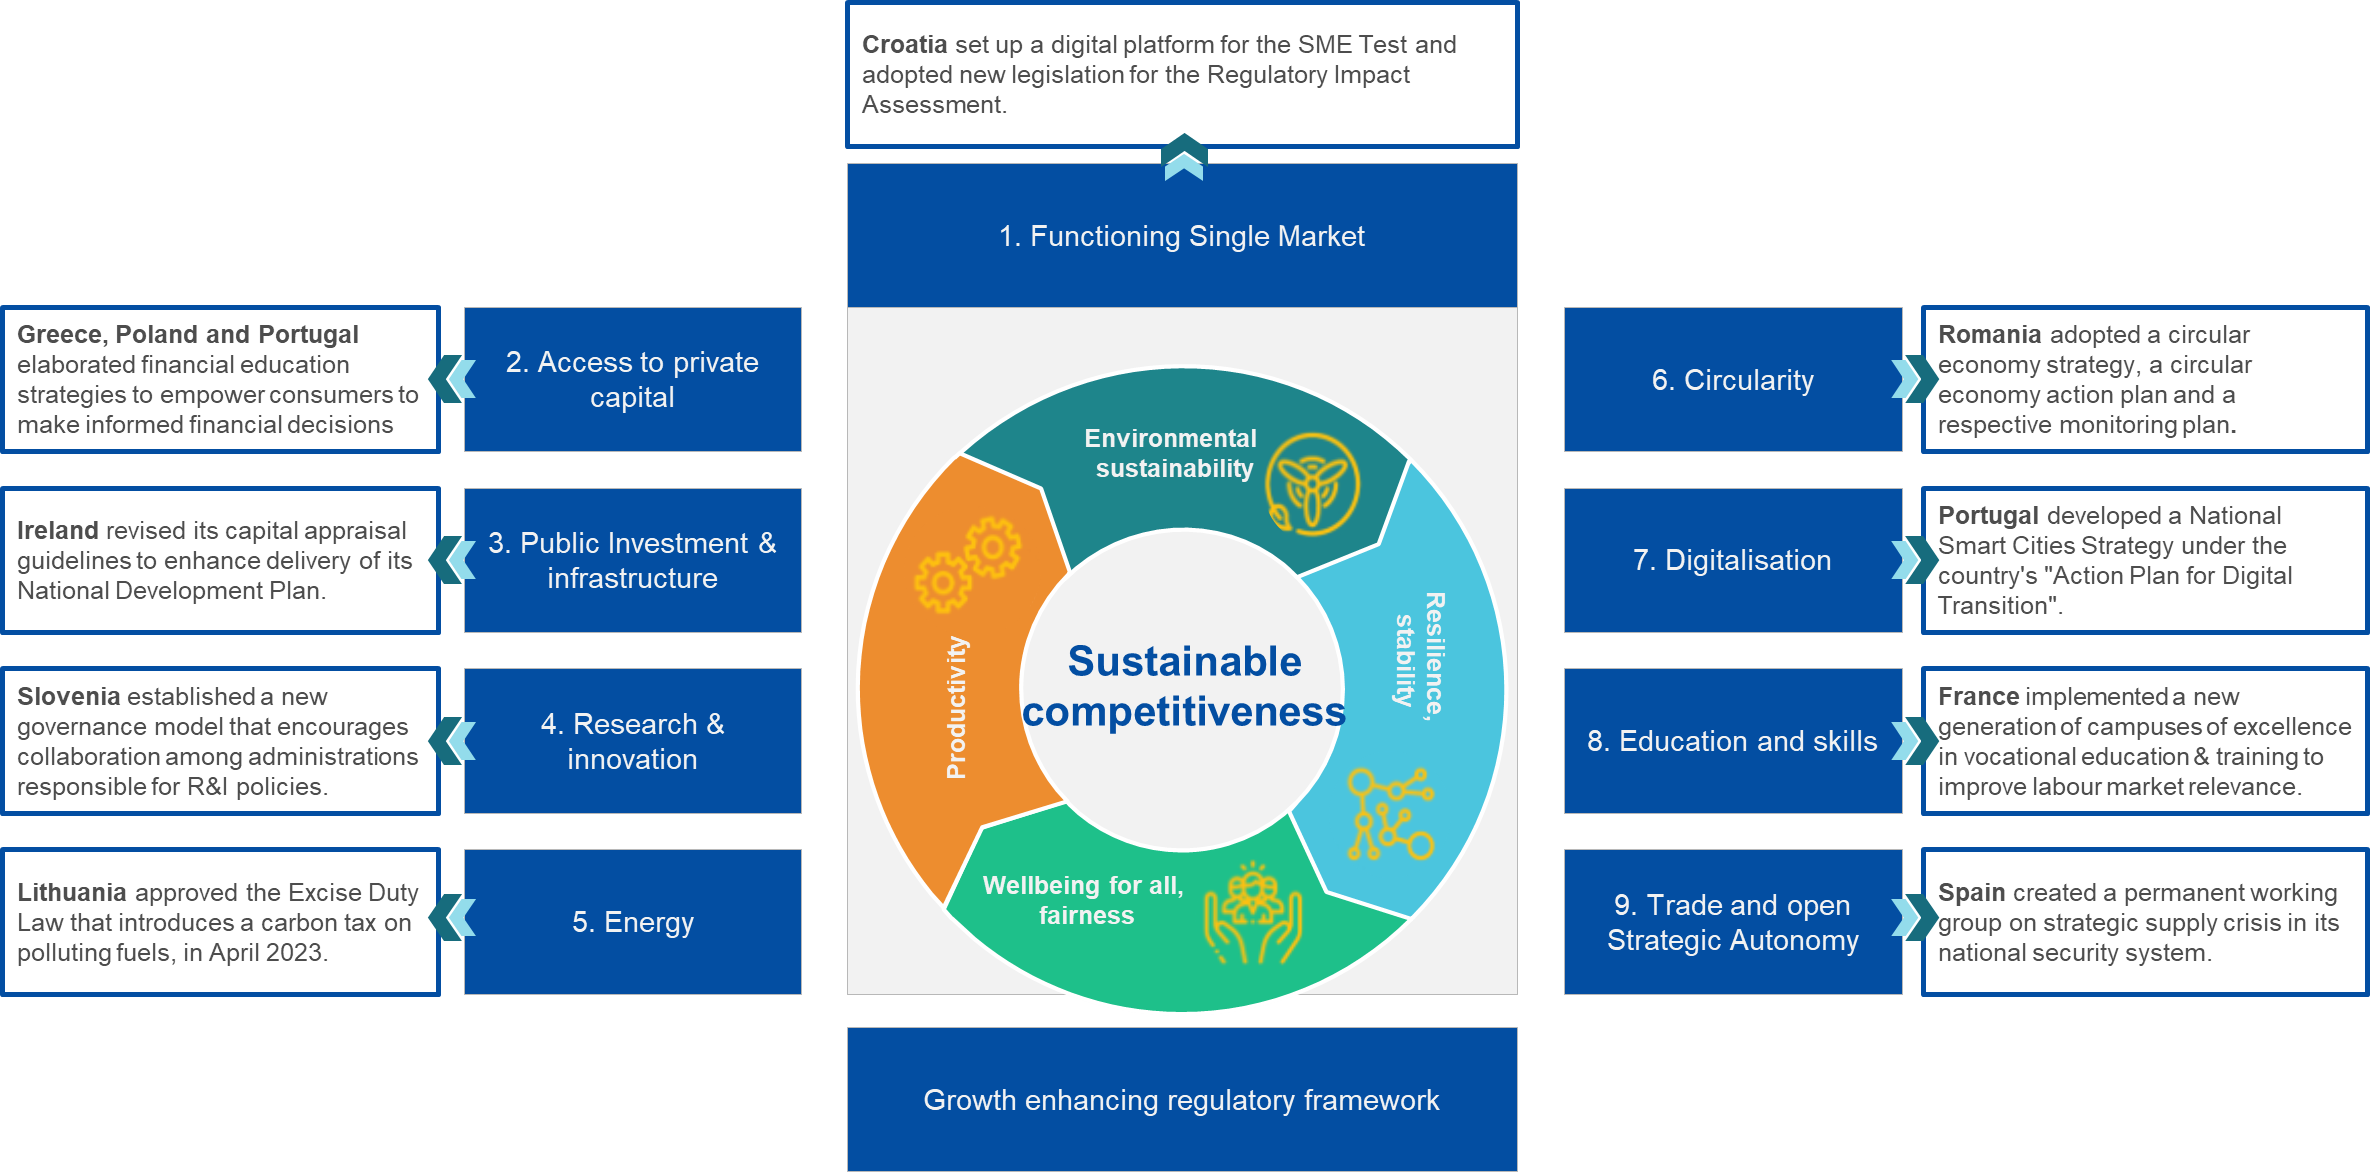 Croatia set up a digital platform for the SME Test and
adopted new legislation for the Regulatory Impact
Assessment.
1. Functioning Single Market
Greece, Poland and Portugal
elaborated financial education
strategies to empower consumers to
make informed financial decisions
2. Access to private
capital
Ireland revised its capital appraisal
guidelines to enhance delivery of its
National Development Plan.
3. Public Investment &
infrastructure
Slovenia established a new
governance model that encourages
collaboration among administrations
responsible for R&I policies.
4. Research &
innovation
Lithuania approved the Excise Duty
Law that introduces a carbon tax on
polluting fuels, in April 2023.
5. Energy
Environmental
sustainability
Resilience,
stability
Productivity
Sustainable
competitiveness
Wellbeing for all,
fairness
6. Circularity
Romania adopted a circular
economy strategy, a circular
economy action plan and a
respective monitoring plan.
7. Digitalisation
Portugal developed a National
Smart Cities Strategy under the
country's "Action Plan for Digital
Transition".
8. Education and skills
France implemented a new
generation of campuses of excellence
in vocational education & training to
improve labour market relevance.
9. Trade and open
Strategic Autonomy
Spain created a permanent working
group on strategic supply crisis in its
national security system.
Growth enhancing regulatory framework